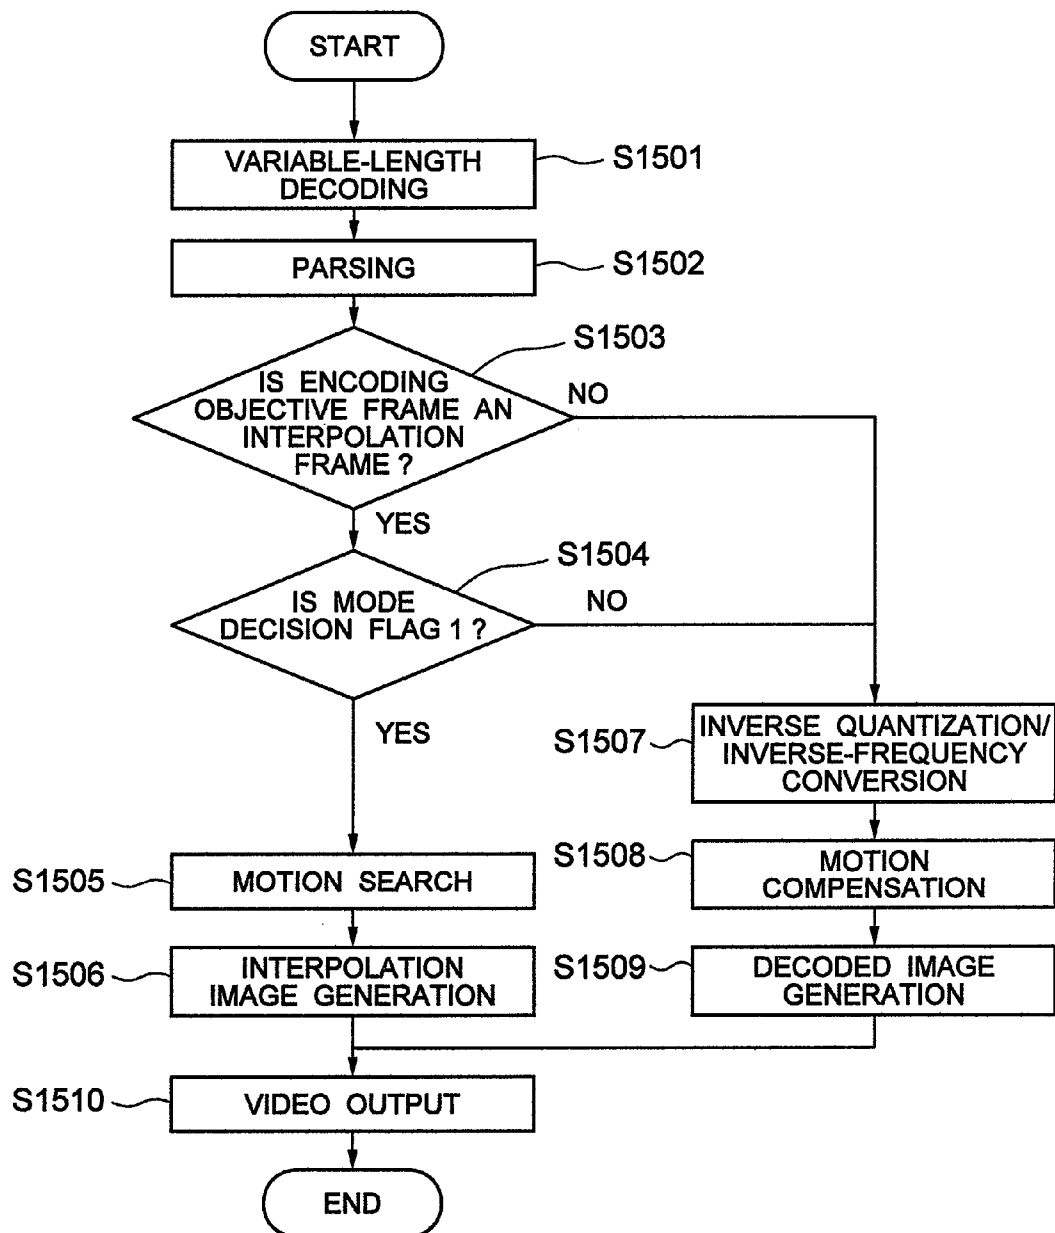 START
VARIABLE-LENGTH
DECODING
S1501
PARSING
S1502
S1503
IS ENCODING
OBJECTIVE FRAME AN
INTERPOLATION
FRAME ?
NO
YES
S1504
IS MODE
DECISION FLAG 1 ?
NO
YES
S1507
INVERSE QUANTIZATION/
INVERSE-FREQUENCY
CONVERSION
S1505
MOTION SEARCH
S1508
MOTION
COMPENSATION
S1506
INTERPOLATION
IMAGE GENERATION
S1509
DECODED IMAGE
GENERATION
S1510
VIDEO OUTPUT
END